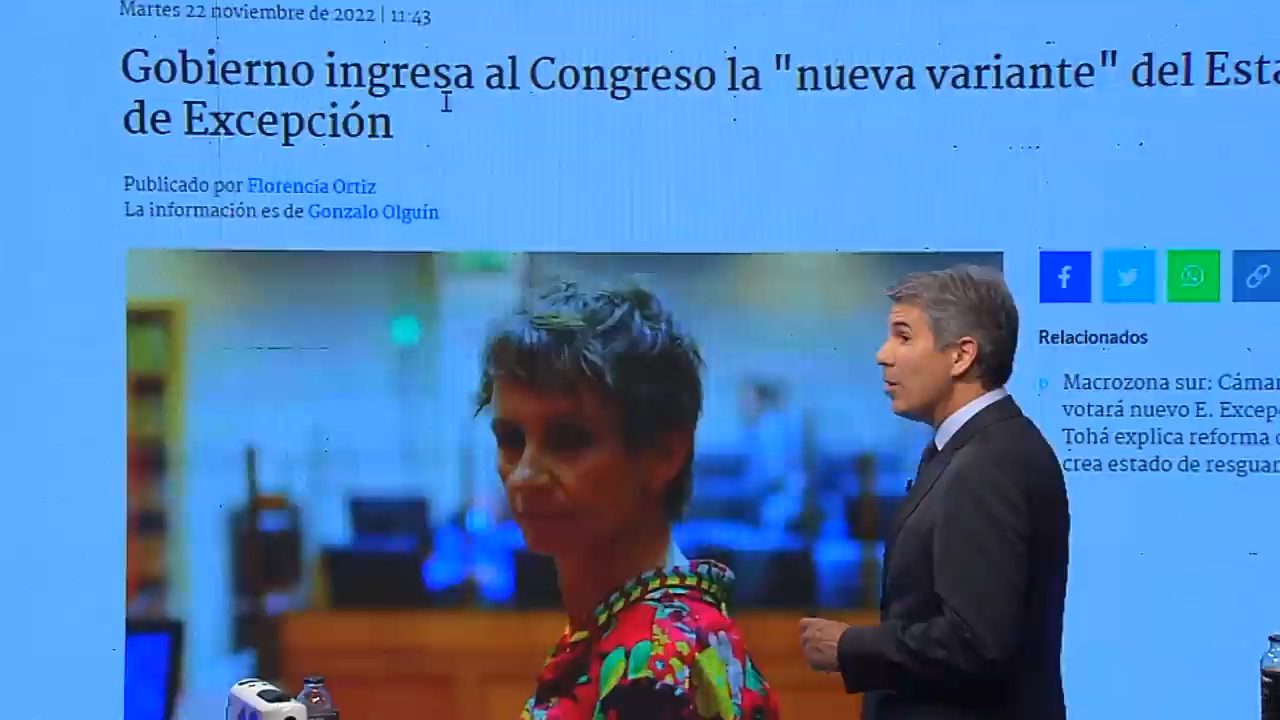 Martes 22 noviembre de 2022 | 11:43
Gobierno ingresa al Congreso la "nueva variante" del Esta
de Excepción
Publicado por Florencia Ortiz
La información es de Gonzalo Olguín
Relacionados
Macrozona sur: Cámar
votará nuevo E. Excep
Tohá explica reforma
crea estado de resguar